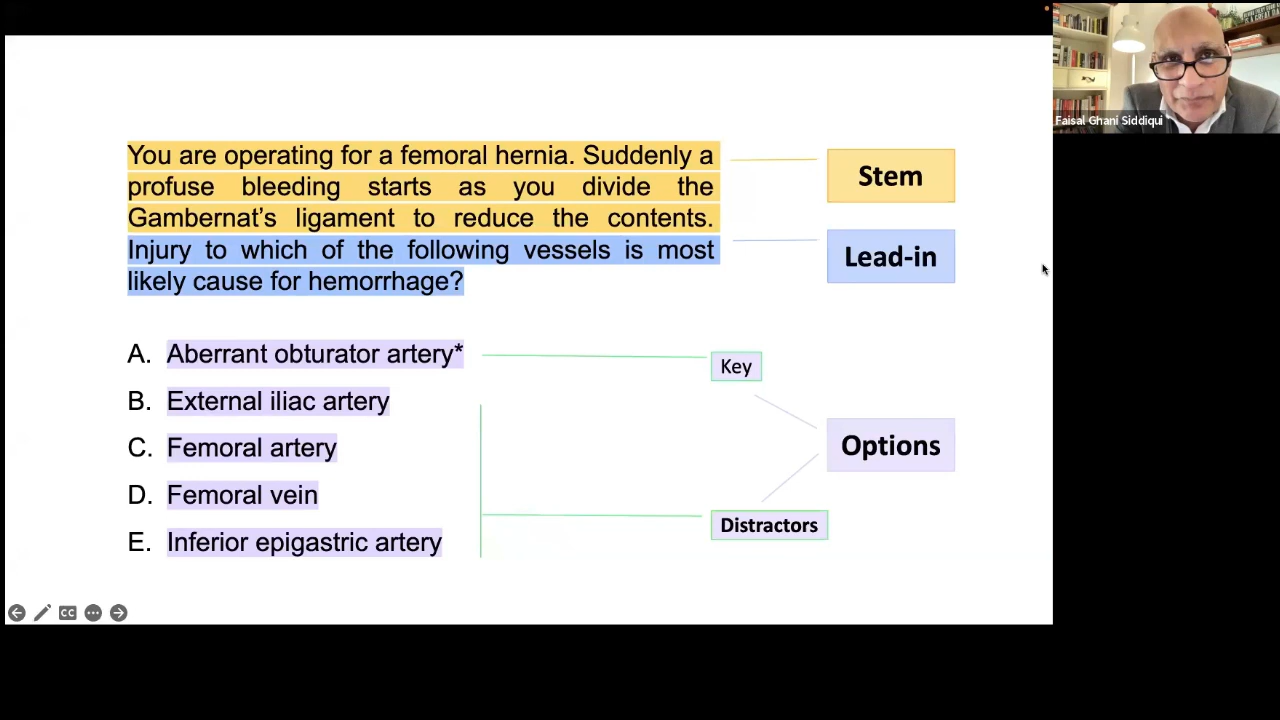 Faisal Ghani Siddiqui
You are operating for a femoral hernia. Suddenly a
profuse bleeding starts as you divide the
Gambernat's ligament to reduce the contents.
Injury to which of the following vessels is most
likely cause for hemorrhage?
Stem
Lead-in
A. Aberrant obturator artery*
B. External iliac artery
C. Femoral artery
D. Femoral vein
E. Inferior epigastric artery
Key
Options
Distractors
CC